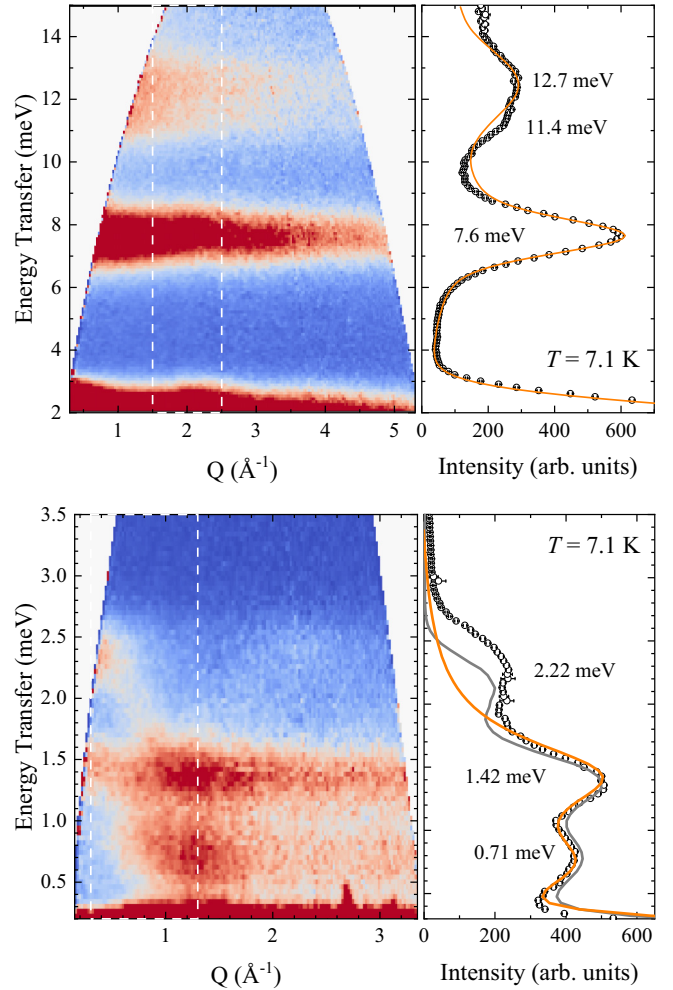 Energy Transfer (meV)
14
12
10
8
6
4
2
1
2
3
4
5
Q (Å⁻¹)
12.7 meV
11.4 meV
7.6 meV
T = 7.1 K
0
200
400
600
Intensity (arb. units)
Energy Transfer (meV)
3.5
3.0
2.5
2.0
1.5
1.0
0.5
1
2
3
Q (Å⁻¹)
T = 7.1 K
2.22 meV
1.42 meV
0.71 meV
0
200
400
600
Intensity (arb. units)